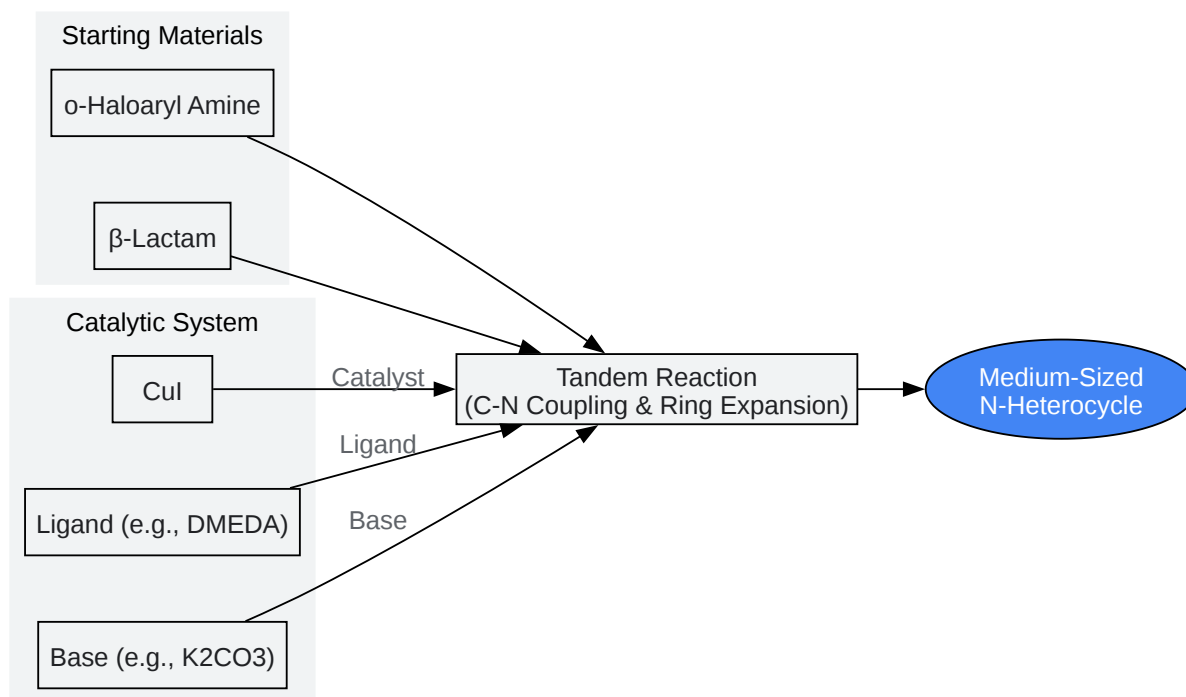 Starting Materials
o-Haloaryl Amine
β-Lactam
Catalytic System
CuI
Ligand (e.g., DMEDA)
Base (e.g., K2CO3)
Catalyst
Ligand
Base
Tandem Reaction
(C-N Coupling & Ring Expansion)
Medium-Sized
N-Heterocycle